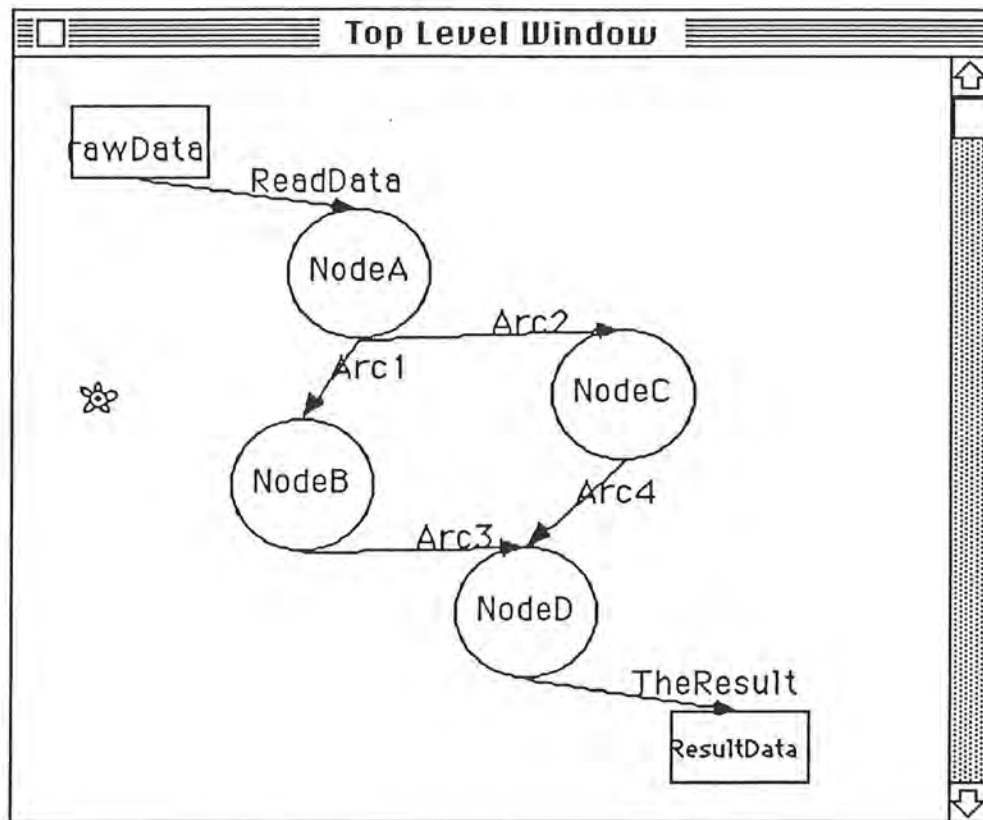 Top Level Window
rawData
ReadData
NodeA
Arc2
Arc1
NodeC
NodeB
Arc4
Arc3
NodeD
TheResult
ResultData